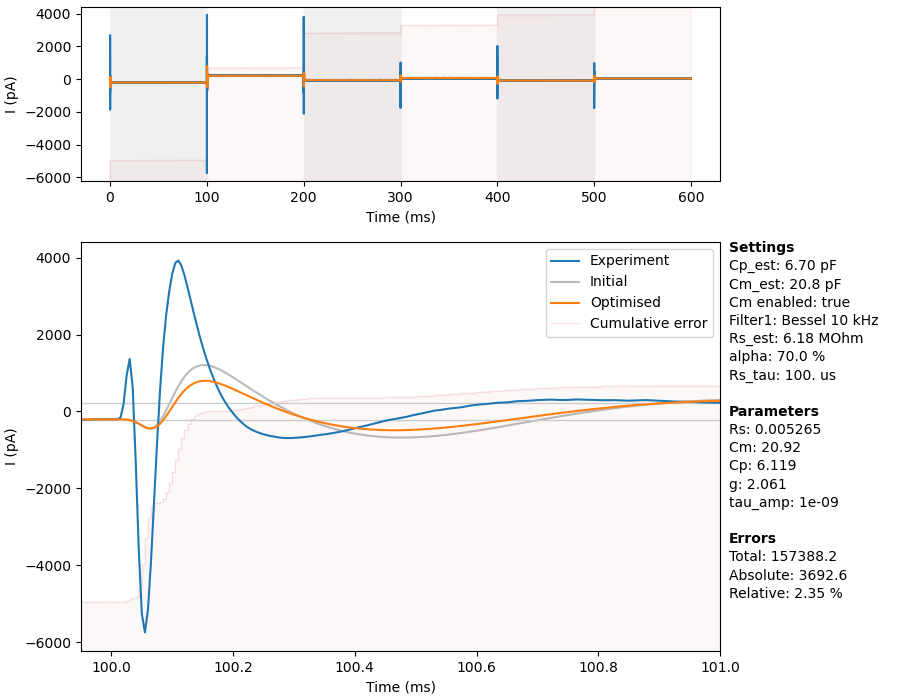 4000
2000
0
−2000
−4000
−6000
I (pA)
0 100 200 300 400 500 600
Time (ms)
4000
2000
0
−2000
−4000
−6000
I (pA)
100.0 100.2 100.4 100.6 100.8 101.0
Time (ms)
Experiment
Initial
Optimised
Cumulative error
Settings
Cp_est: 6.70 pF
Cm_est: 20.8 pF
Cm enabled: true
Filter1: Bessel 10 kHz
Rs_est: 6.18 MOhm
alpha: 70.0 %
Rs_tau: 100. us
Parameters
Rs: 0.005265
Cm: 20.92
Cp: 6.119
g: 2.061
tau_amp: 1e-09
Errors
Total: 157388.2
Absolute: 3692.6
Relative: 2.35 %